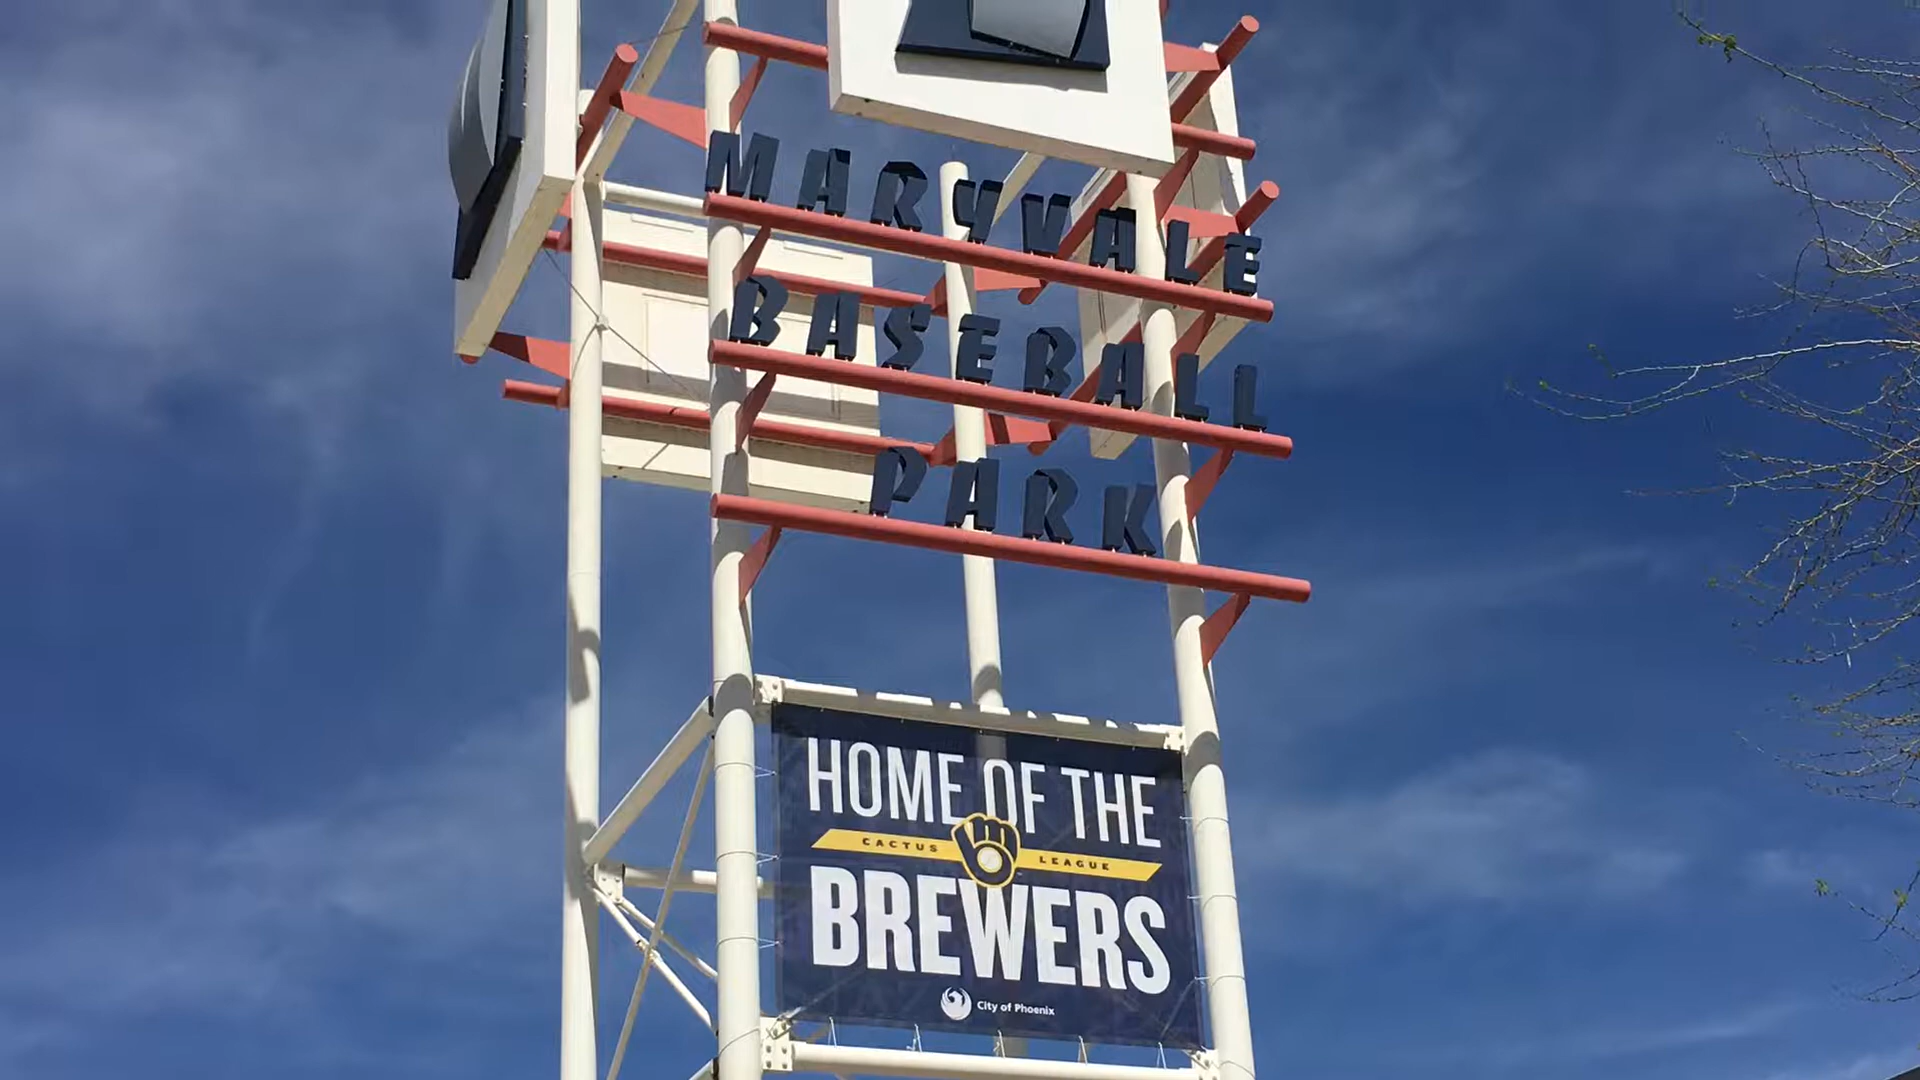 MARYVALE
BASEBALL
PARK
HOME OF THE
CACTUS LEAGUE
BREWERS
City of Phoenix